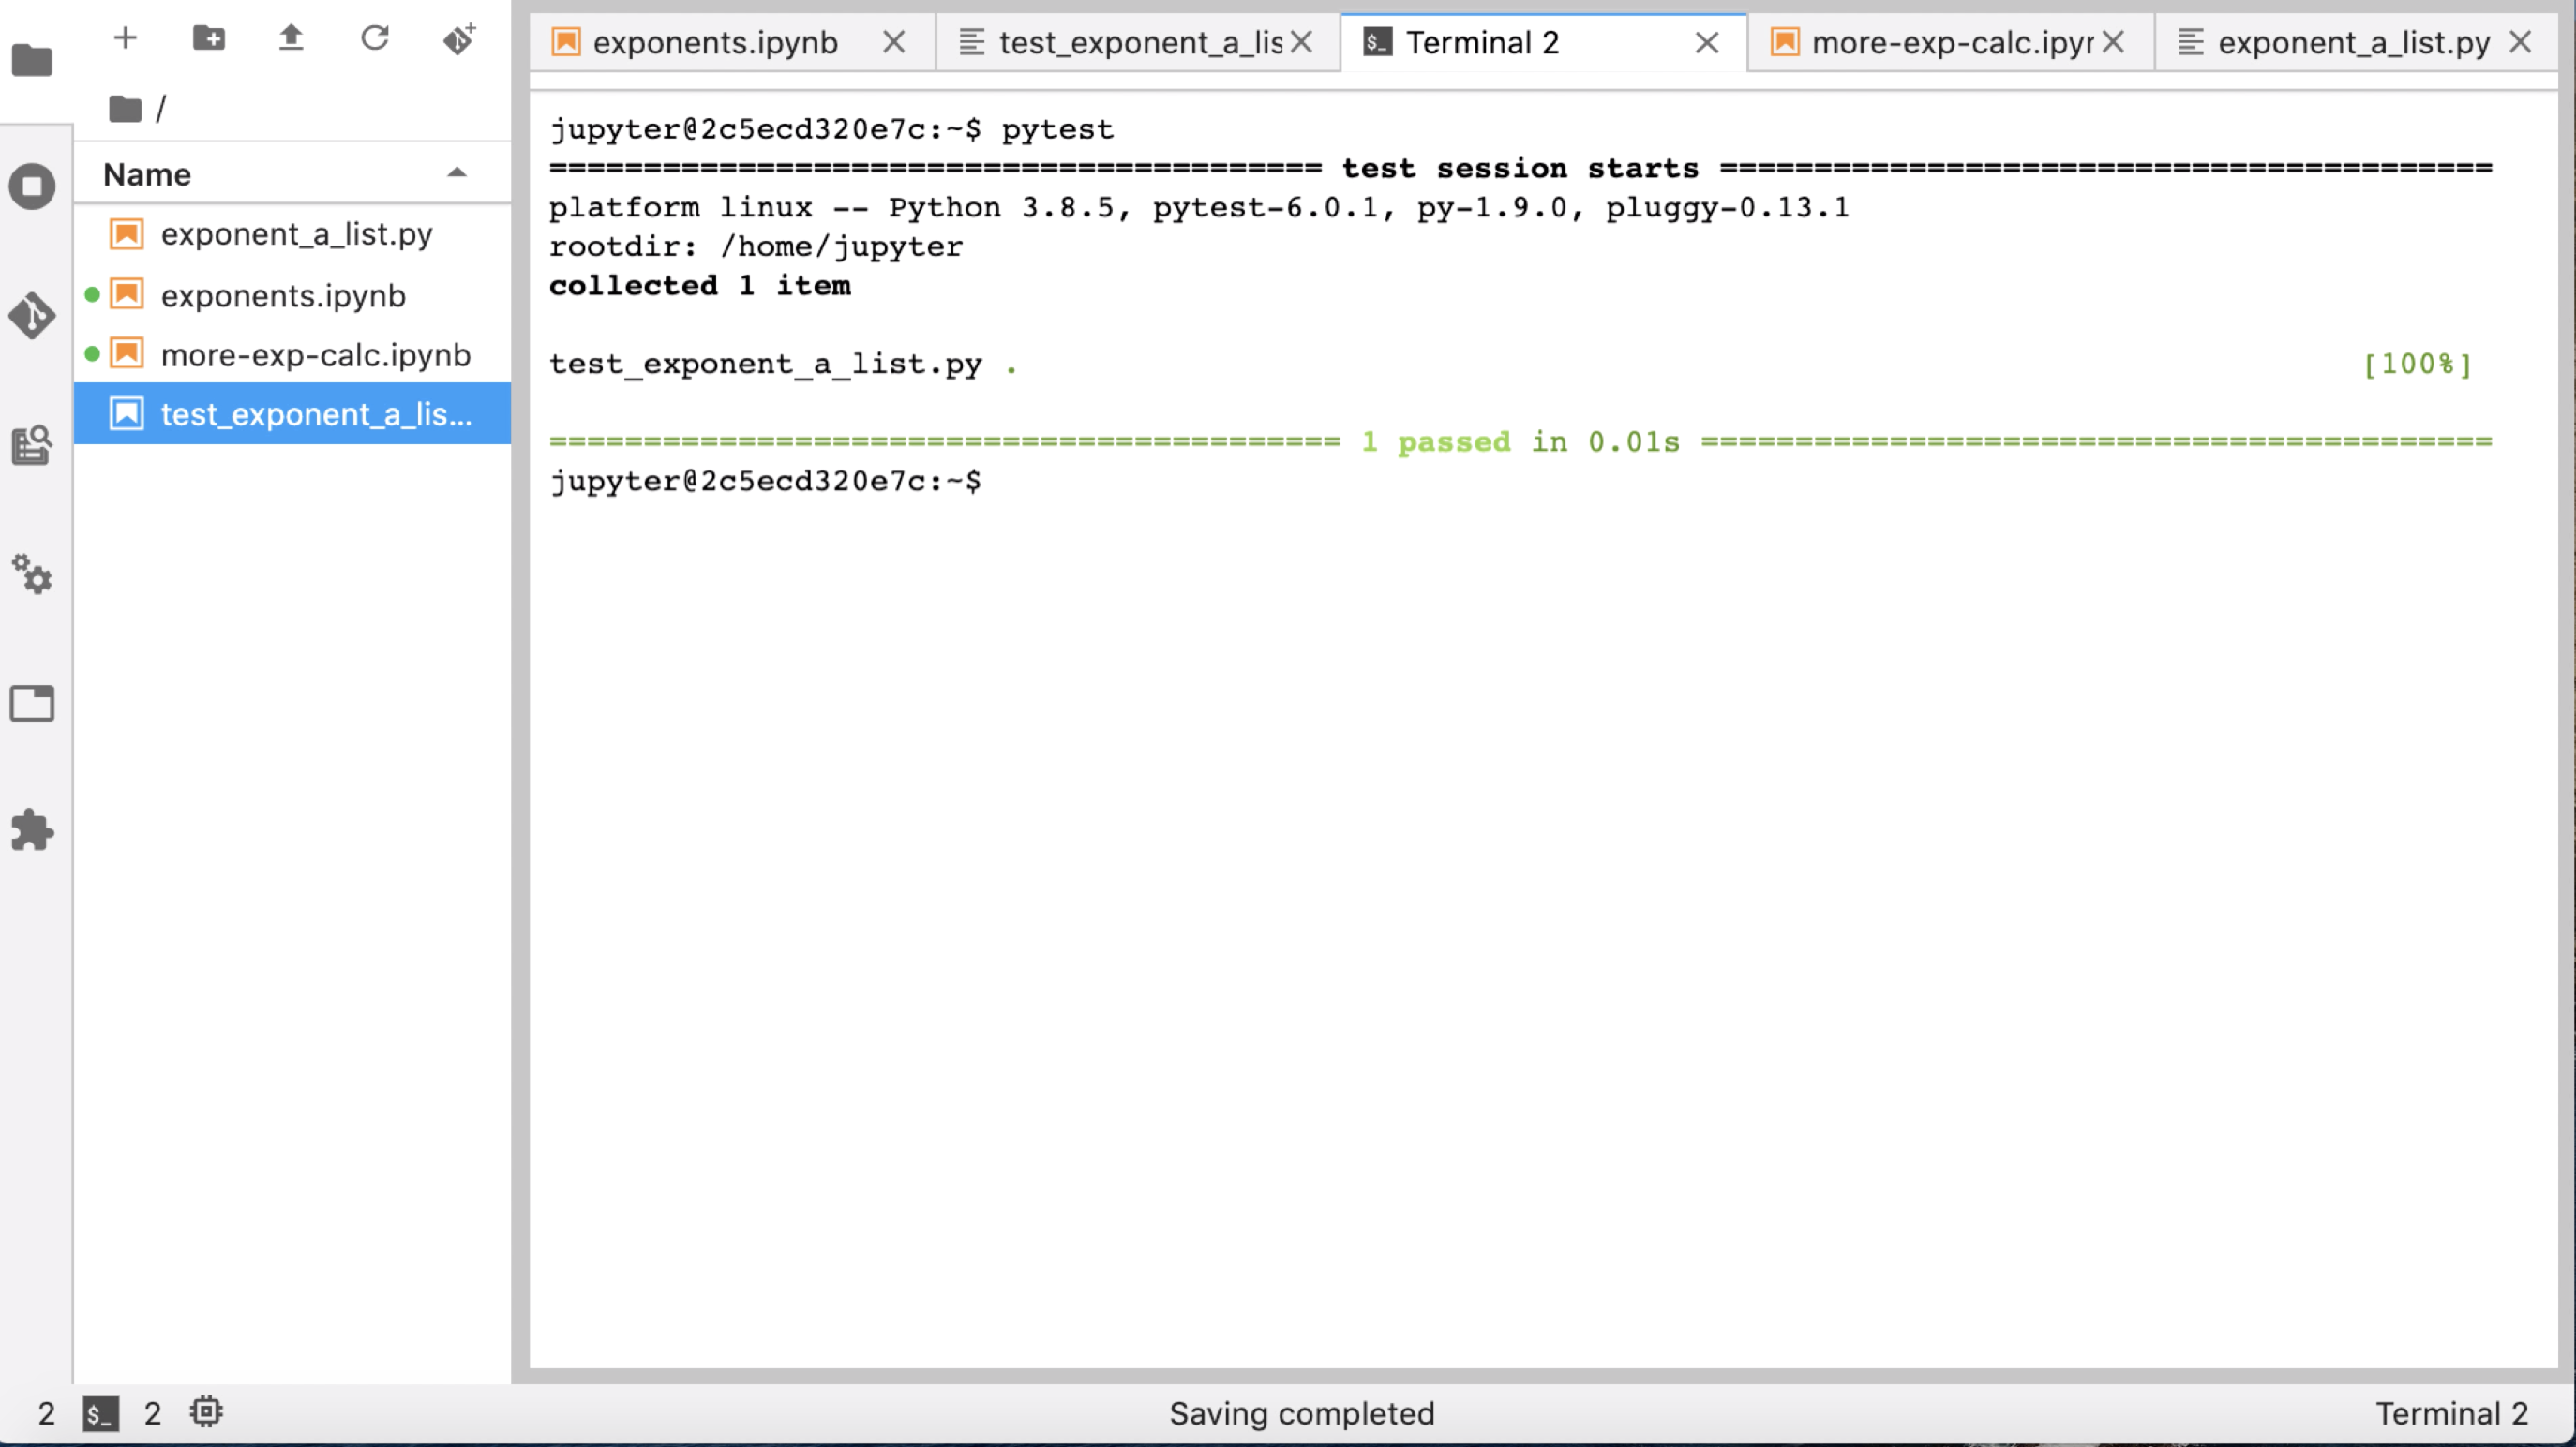 /
Name
exponent_a_list.py
exponents.ipynb
more-exp-calc.ipynb
test_exponent_a_lis...
exponents.ipynb
test_exponent_a_lis
$_ Terminal 2
more-exp-calc.ipyr
exponent_a_list.py
jupyter@2c5ecd320e7c:~$ pytest
========================================= test session starts =========================================
platform linux -- Python 3.8.5, pytest-6.0.1, py-1.9.0, pluggy-0.13.1
rootdir: /home/jupyter
collected 1 item
test_exponent_a_list.py . [100%]
========================================== 1 passed in 0.01s ==========================================
jupyter@2c5ecd320e7c:~$
2 $_ 2 Saving completed Terminal 2